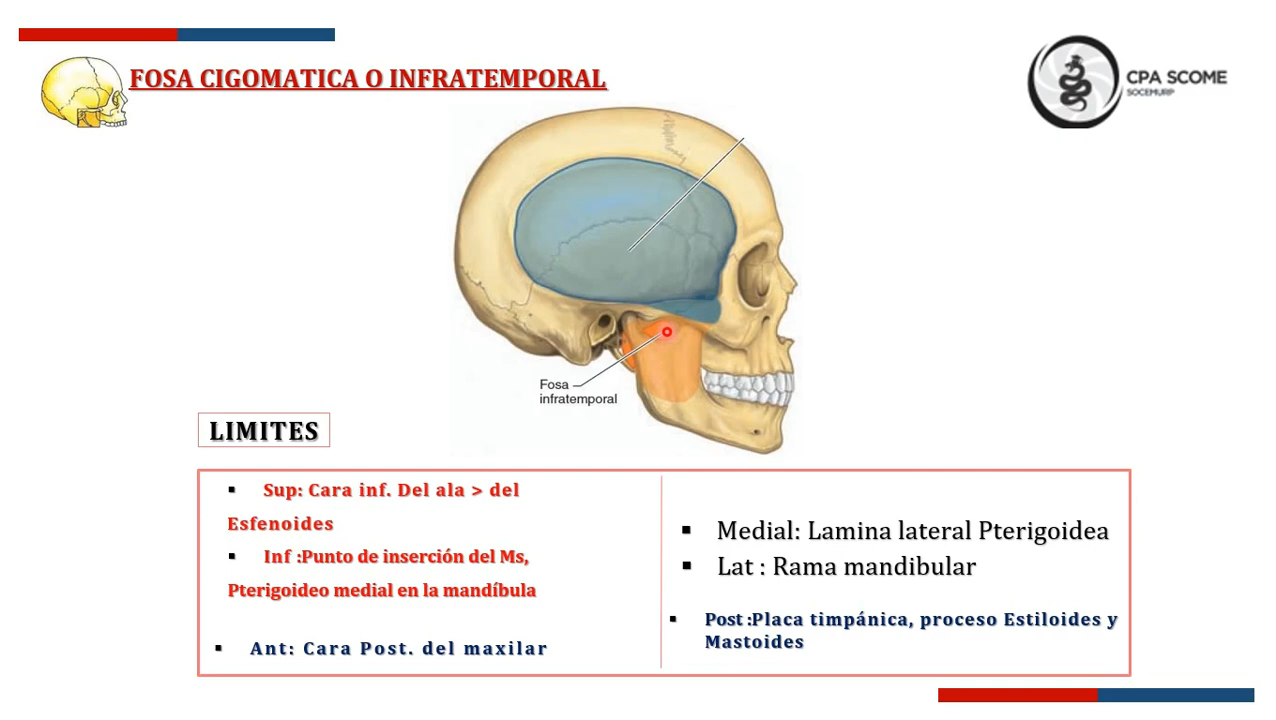 FOSA CIGOMATICA O INFRATEMPORAL
CPA SCOME
SOCEMURP
Fosa
infratemporal
LIMITES
▪ Sup: Cara inf. Del ala > del
Esfenoides
▪ Inf :Punto de inserción del Ms,
Pterigoideo medial en la mandíbula
▪ Ant: Cara Post. del maxilar
▪ Medial: Lamina lateral Pterigoidea
▪ Lat : Rama mandibular
▪ Post :Placa timpánica, proceso Estiloides y
Mastoides